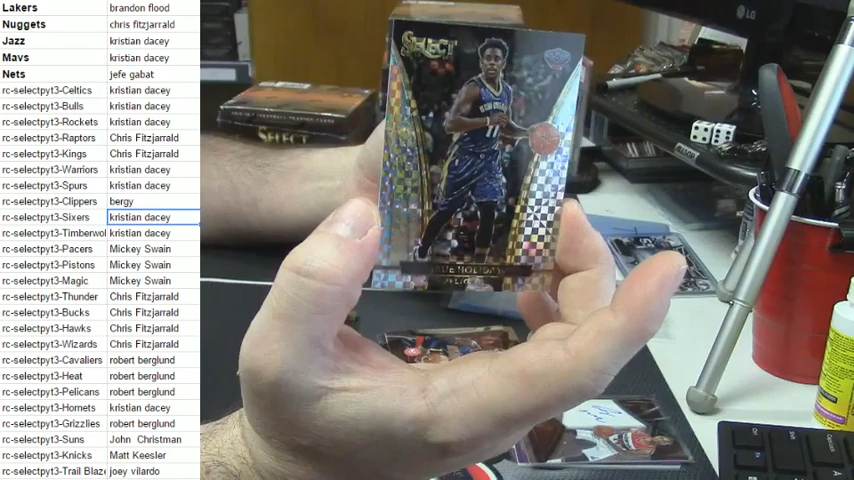 Lakers brandon flood
Nuggets chris fitzjarrald
Jazz kristian dacey
Mavs kristian dacey
Nets jefe gabat
rc-selectpyt3-Celtics kristian dacey
rc-selectpyt3-Bulls kristian dacey
rc-selectpyt3-Rockets kristian dacey
rc-selectpyt3-Raptors Chris Fitzjarrald
rc-selectpyt3-Kings Chris Fitzjarrald
rc-selectpyt3-Warriors kristian dacey
rc-selectpyt3-Spurs kristian dacey
rc-selectpyt3-Clippers bergy
rc-selectpyt3-Sixers kristian dacey
rc-selectpyt3-Timberwol kristian dacey
rc-selectpyt3-Pacers Mickey Swain
rc-selectpyt3-Pistons Mickey Swain
rc-selectpyt3-Magic Mickey Swain
rc-selectpyt3-Thunder Chris Fitzjarrald
rc-selectpyt3-Bucks Chris Fitzjarrald
rc-selectpyt3-Hawks Chris Fitzjarrald
rc-selectpyt3-Wizards Chris Fitzjarrald
rc-selectpyt3-Cavaliers robert berglund
rc-selectpyt3-Heat robert berglund
rc-selectpyt3-Pelicans robert berglund
rc-selectpyt3-Hornets kristian dacey
rc-selectpyt3-Grizzlies robert berglund
rc-selectpyt3-Suns John Christman
rc-selectpyt3-Knicks Matt Keesler
rc-selectpyt3-Trail Blaz joey vilardo
SELECT
NEW ORLEANS
11
JRUE HOLIDAY
SELECT
LG